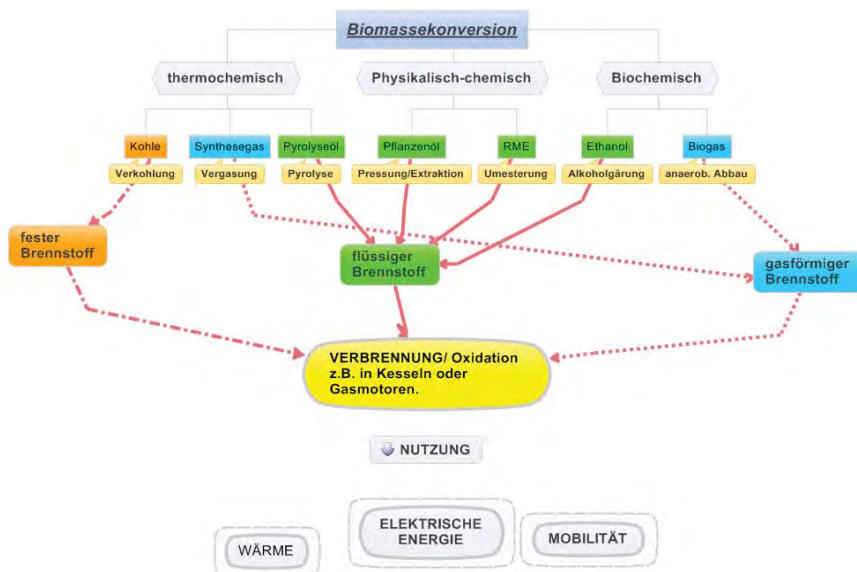 Biomassekonversion
thermochemisch
Physikalisch-chemisch
Biochemisch
Kohle
Synthesegas
Pyrolyseöl
Pflanzenöl
RME
Ethanol
Biogas
Verkohlung
Vergasung
Pyrolyse
Pressung/Extraktion
Umesterung
Alkoholgärung
anaerob. Abbau
fester
Brennstoff
flüssiger
Brennstoff
gasförmiger
Brennstoff
VERBRENNUNG/ Oxidation
z.B. in Kesseln oder
Gasmotoren.
NUTZUNG
WÄRME
ELEKTRISCHE
ENERGIE
MOBILITÄT